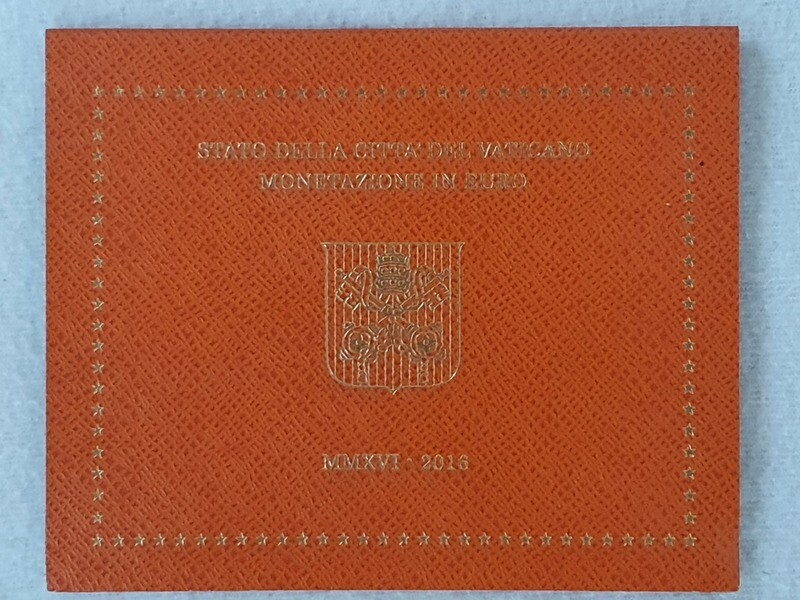 STATO DELLA CITTA' DEL VATICANO
MONETAZIONE IN EURO
MMXVI - 2016